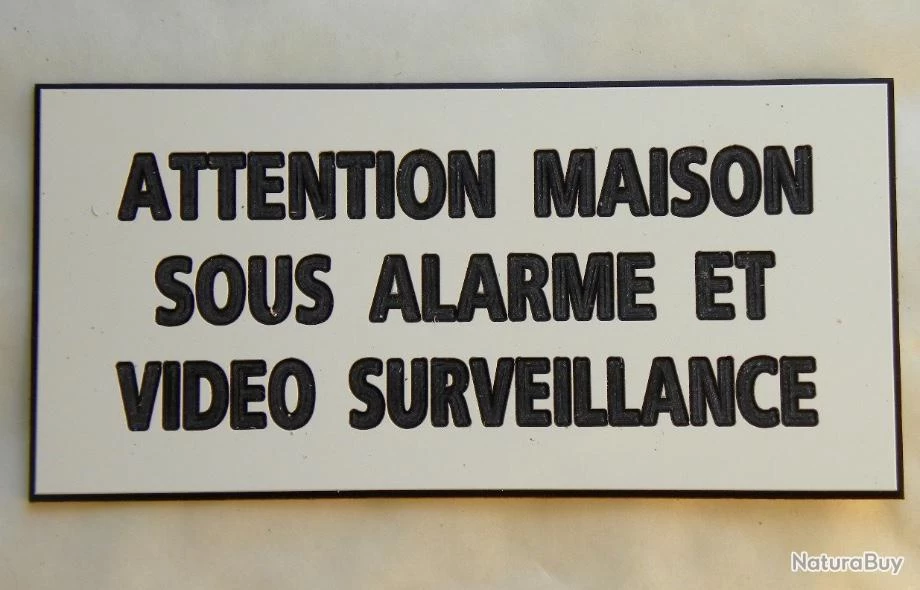 ATTENTION MAISON
SOUS ALARME ET
VIDEO SURVEILLANCE
NaturaBuy